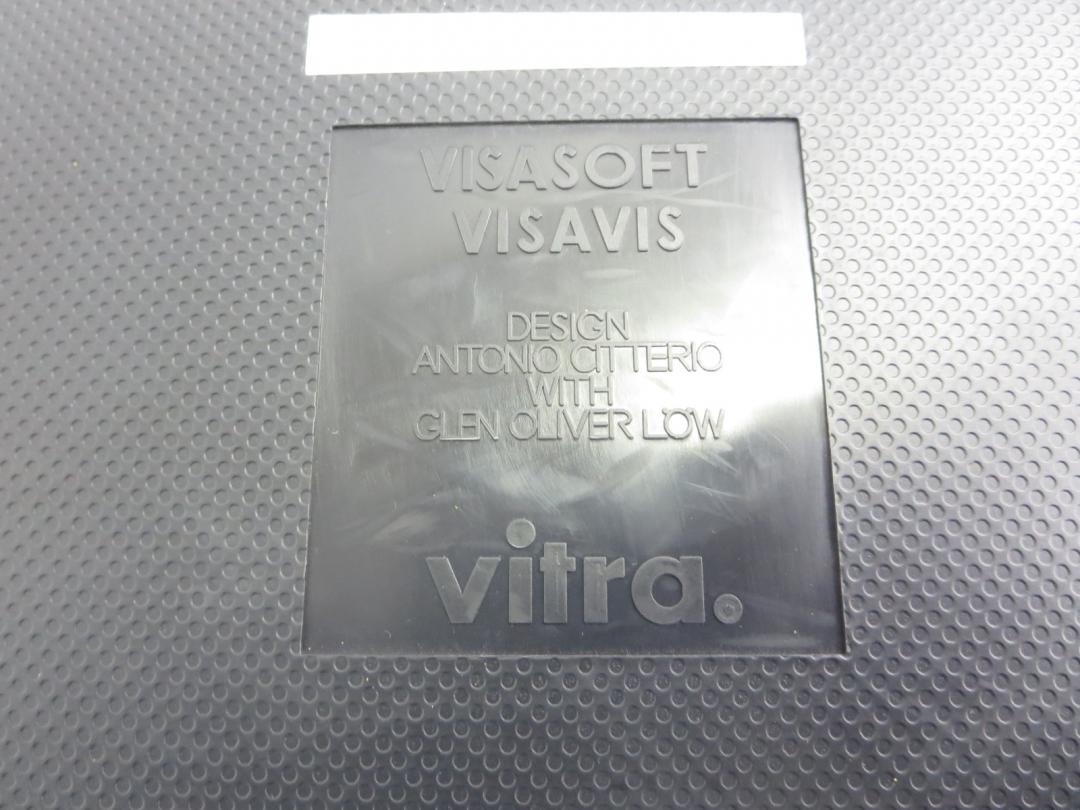 VISASOFT
VISAVIS
DESIGN
ANTONIO CITTERIO
WITH
GLEN OLIVER LÖW
vitra.